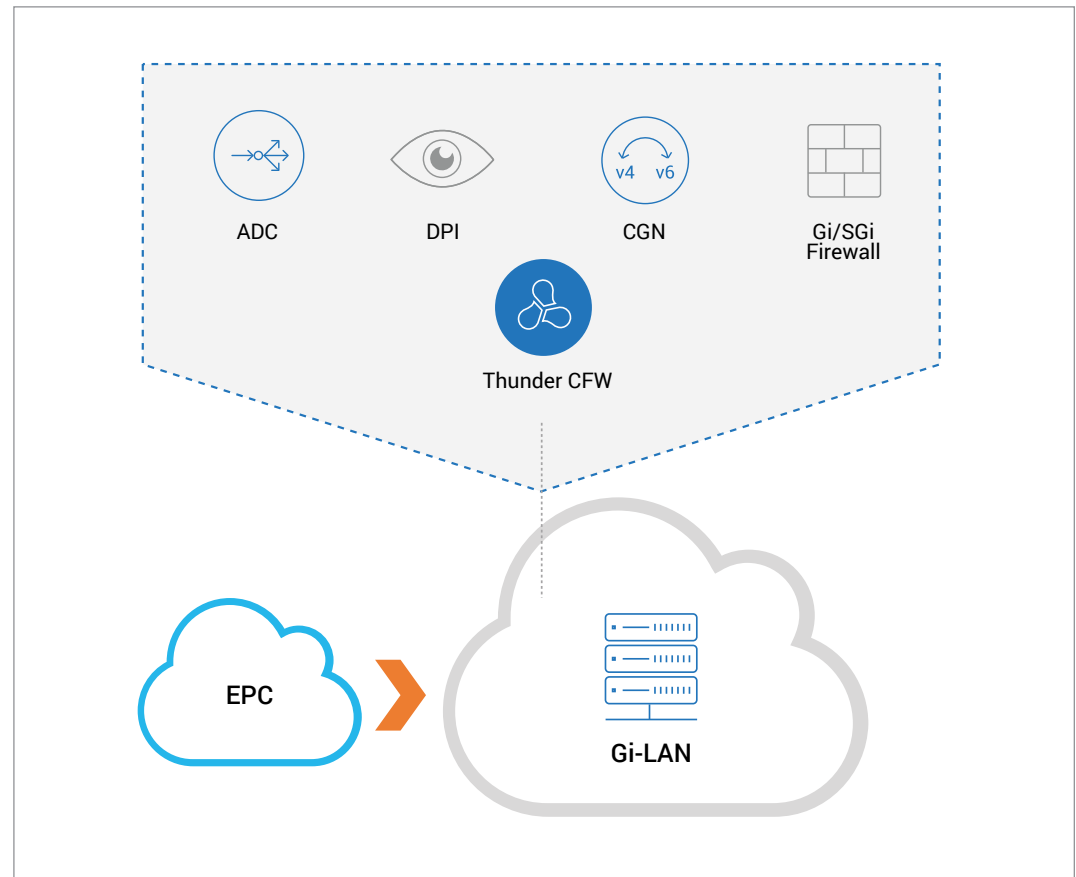 v4 v6
ADC
DPI
CGN
Gi/SGi
Firewall
Thunder CFW
EPC
Gi-LAN